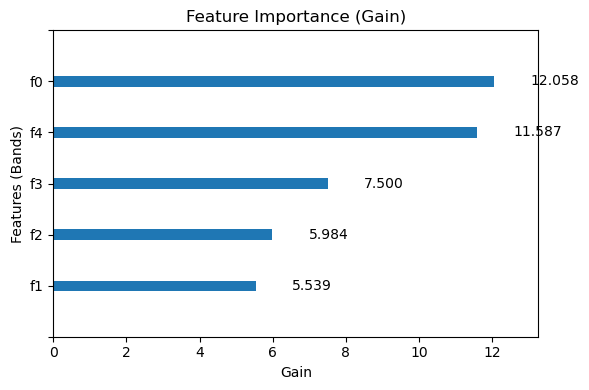 Feature Importance (Gain)
Features (Bands)
f0 12.058
f4 11.587
f3 7.500
f2 5.984
f1 5.539
0 2 4 6 8 10 12
Gain